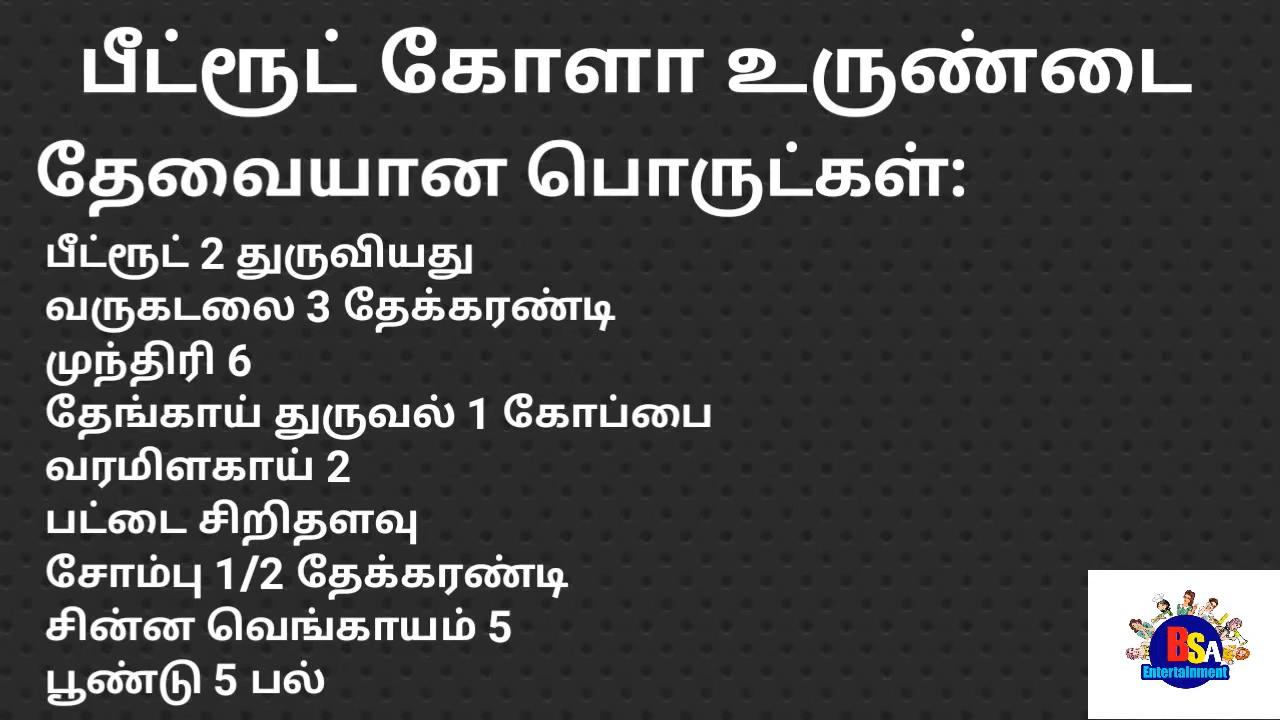 பீட்ரூட் கோளா உருண்டை
தேவையான பொருட்கள்:
பீட்ரூட் 2 துருவியது
வருகடலை 3 தேக்கரண்டி
முந்திரி 6
தேங்காய் துருவல் 1 கோப்பை
வரமிளகாய் 2
பட்டை சிறிதளவு
சோம்பு 1/2 தேக்கரண்டி
சின்ன வெங்காயம் 5
பூண்டு 5 பல்
BSA
Entertainment